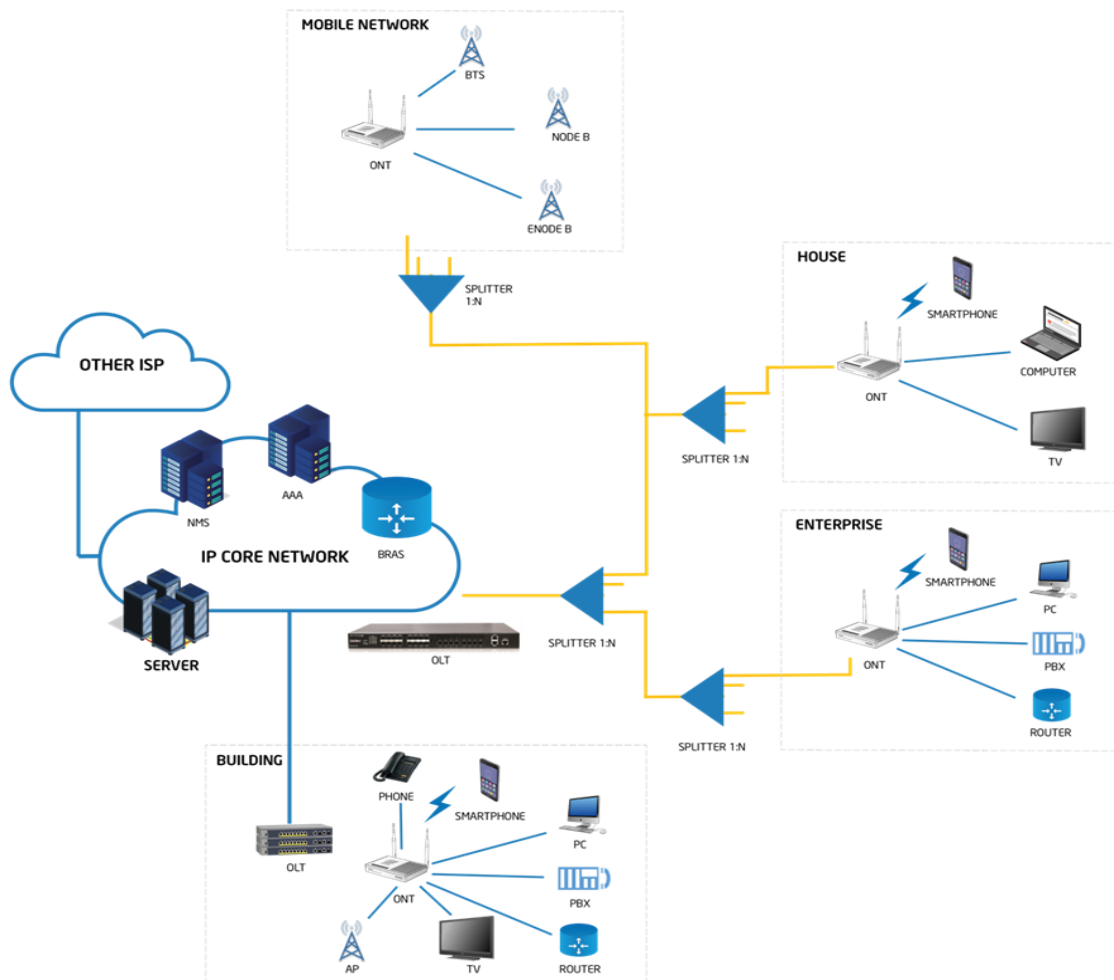 MOBILE NETWORK
BTS
NODE B
ONT
ENODE B
SPLITTER
1:N
HOUSE
SMARTPHONE
COMPUTER
ONT
TV
SPLITTER 1:N
OTHER ISP
AAA
NMS
BRAS
IP CORE NETWORK
SERVER
OLT
SPLITTER 1:N
ENTERPRISE
SMARTPHONE
PC
PBX
ONT
ROUTER
SPLITTER 1:N
BUILDING
PHONE
SMARTPHONE
PC
OLT
ONT
PBX
AP
TV
ROUTER